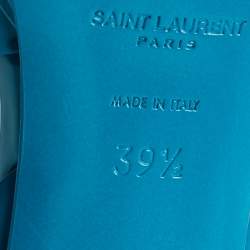 SAINT LAURENT
PARIS
MADE IN ITALY
39½